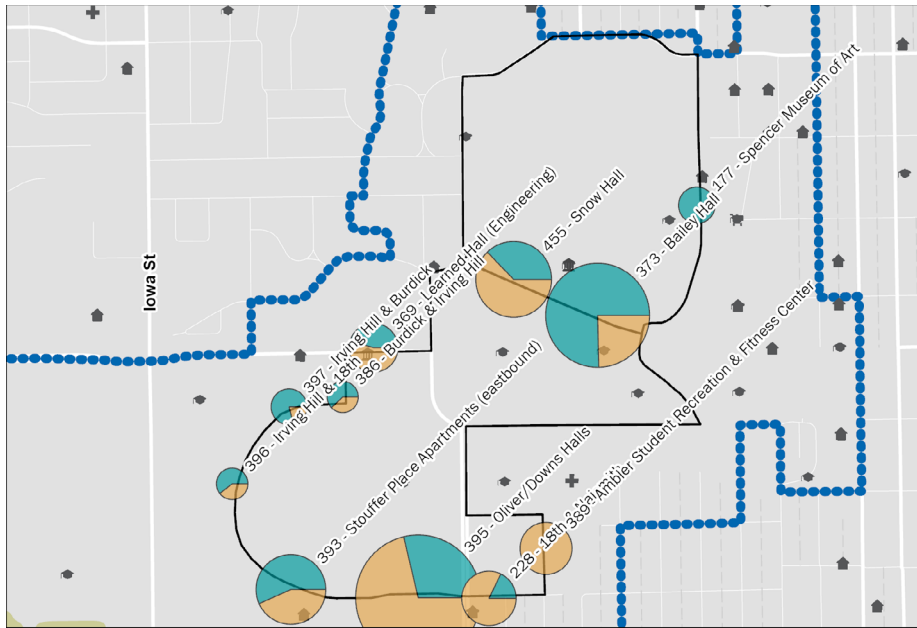 177 - Spencer Museum of Art
373 - Bailey Hall
455 - Snow Hall
369 - Learned Hall (Engineering)
Iowa St
397 - Irving Hill & Burdick
386 - Burdick & Irving Hill
396 - Irving Hill & 18th
389 - Ambler Student Recreation & Fitness Center
393 - Stouffer Place Apartments (eastbound)
395 - Oliver/Downs Halls
228 - 18th &